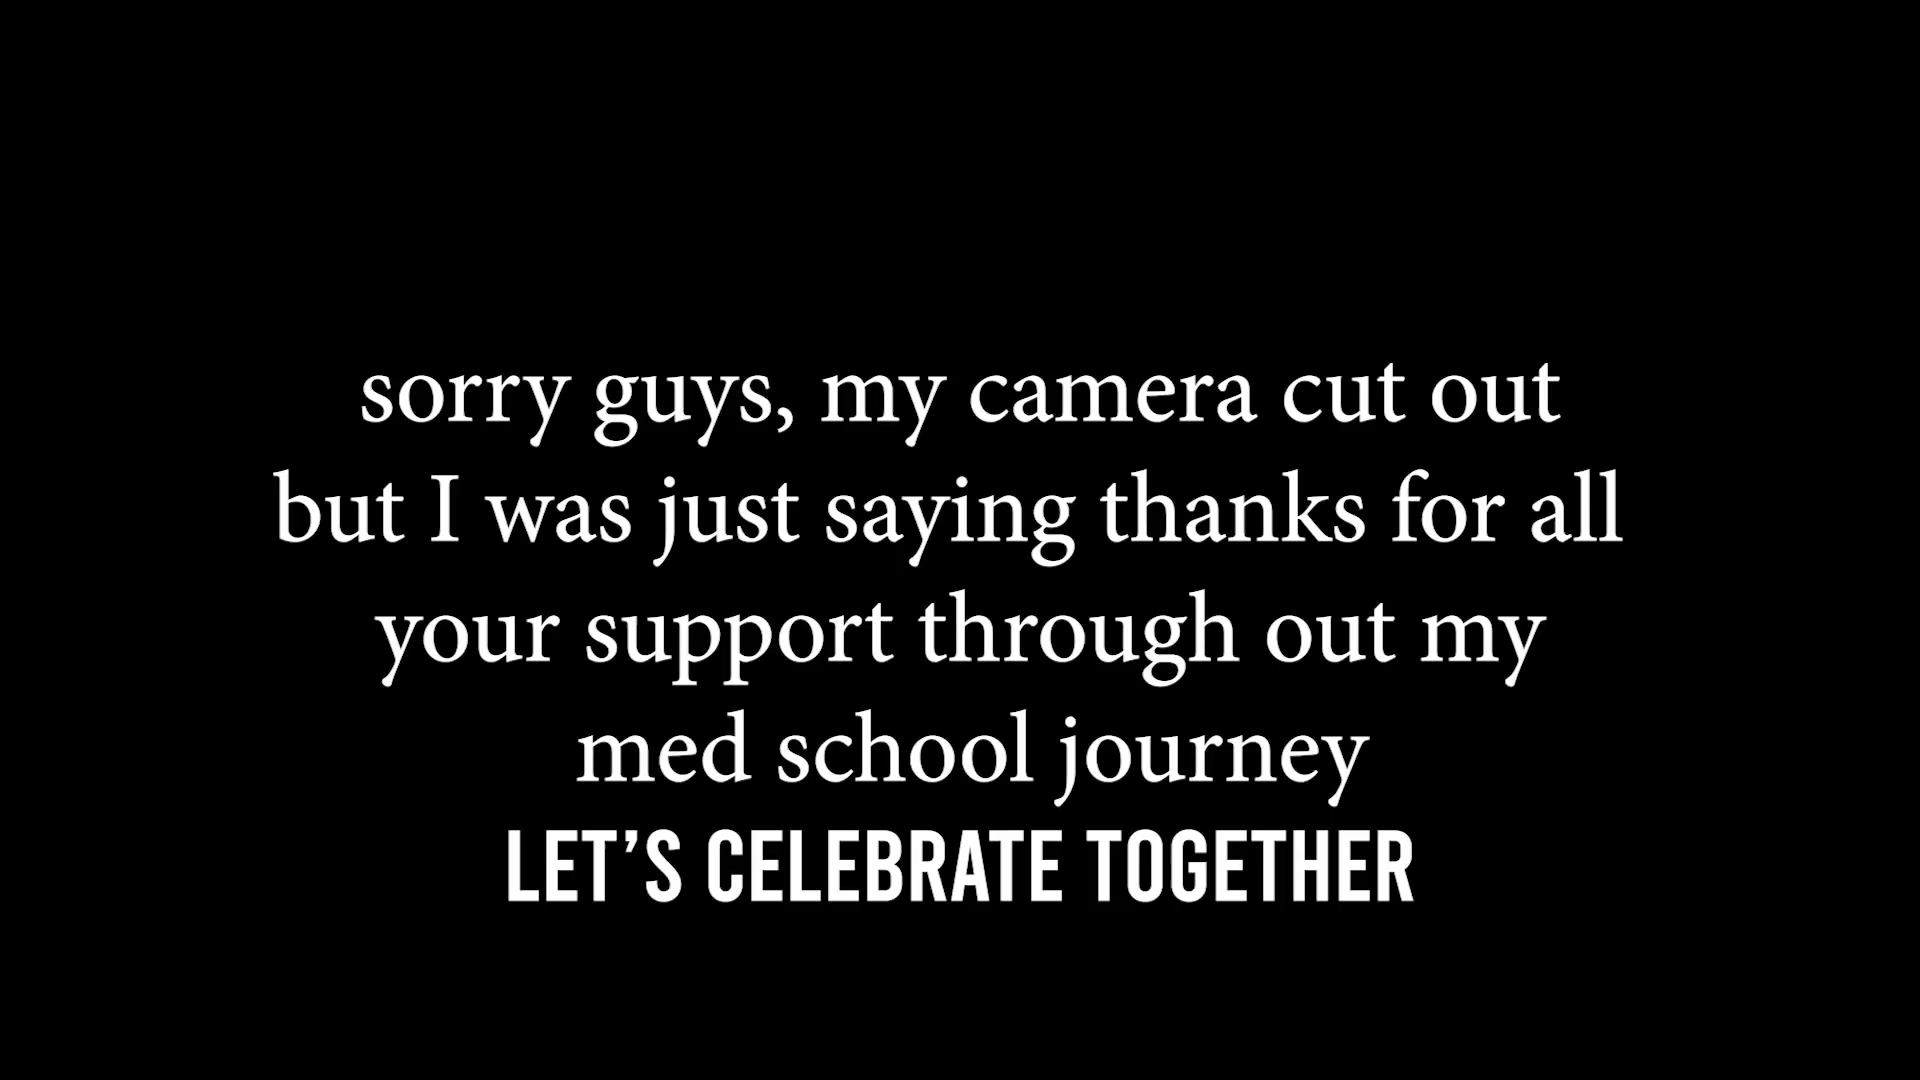 sorry guys, my camera cut out
but I was just saying thanks for all
your support through out my
med school journey
LET’S CELEBRATE TOGETHER